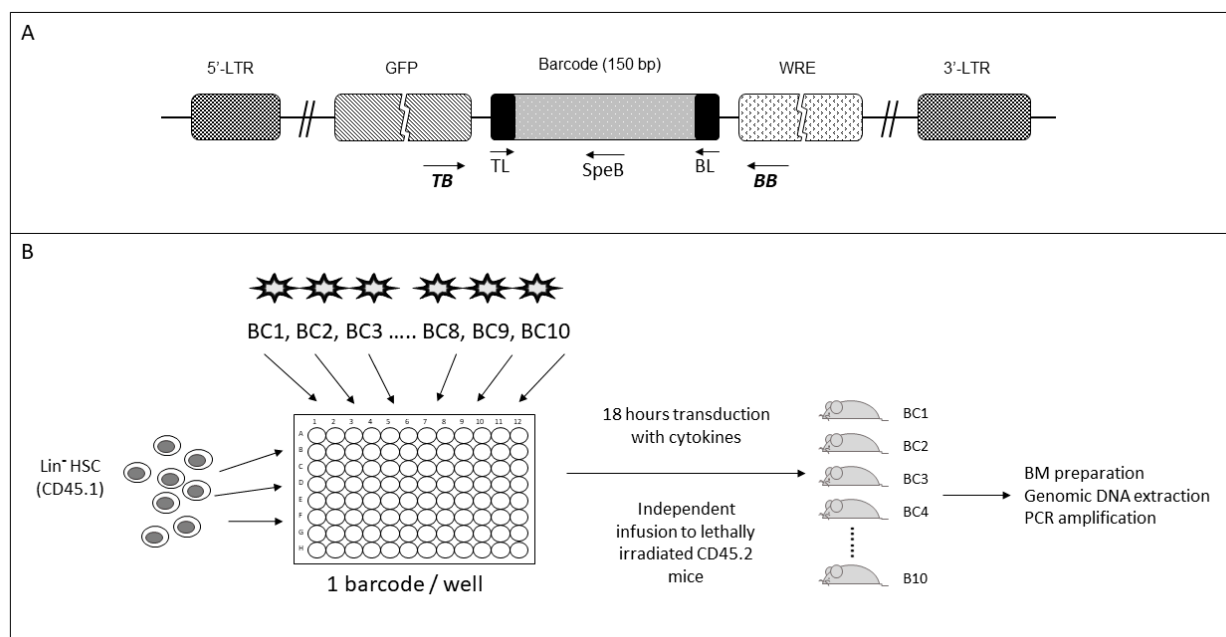 A
5'-LTR
GFP
Barcode (150 bp)
WRE
3'-LTR
TB
TL
SpeB
BL
BB
B
BC1, BC2, BC3 ..... BC8, BC9, BC10
Lin⁻ HSC
(CD45.1)
1 2 3 4 5 6 7 8 9 10 11 12
A
B
C
D
E
F
G
H
1 barcode / well
18 hours transduction
with cytokines
Independent
infusion to lethally
irradiated CD45.2
mice
BC1
BC2
BC3
BC4
B10
BM preparation
Genomic DNA extraction
PCR amplification